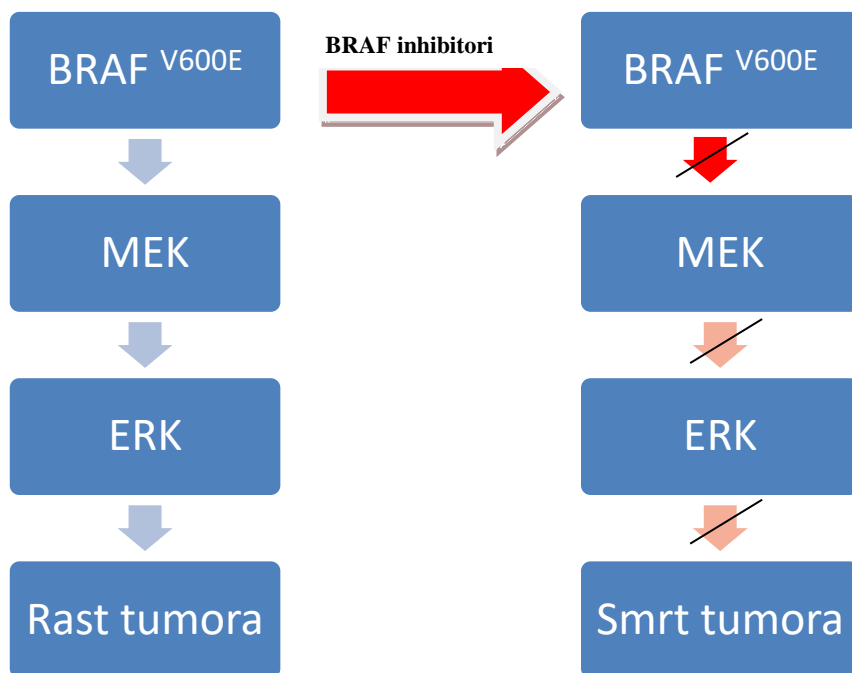 BRAF inhibitori
BRAF V600E
BRAF V600E
MEK
MEK
ERK
ERK
Rast tumora
Smrt tumora